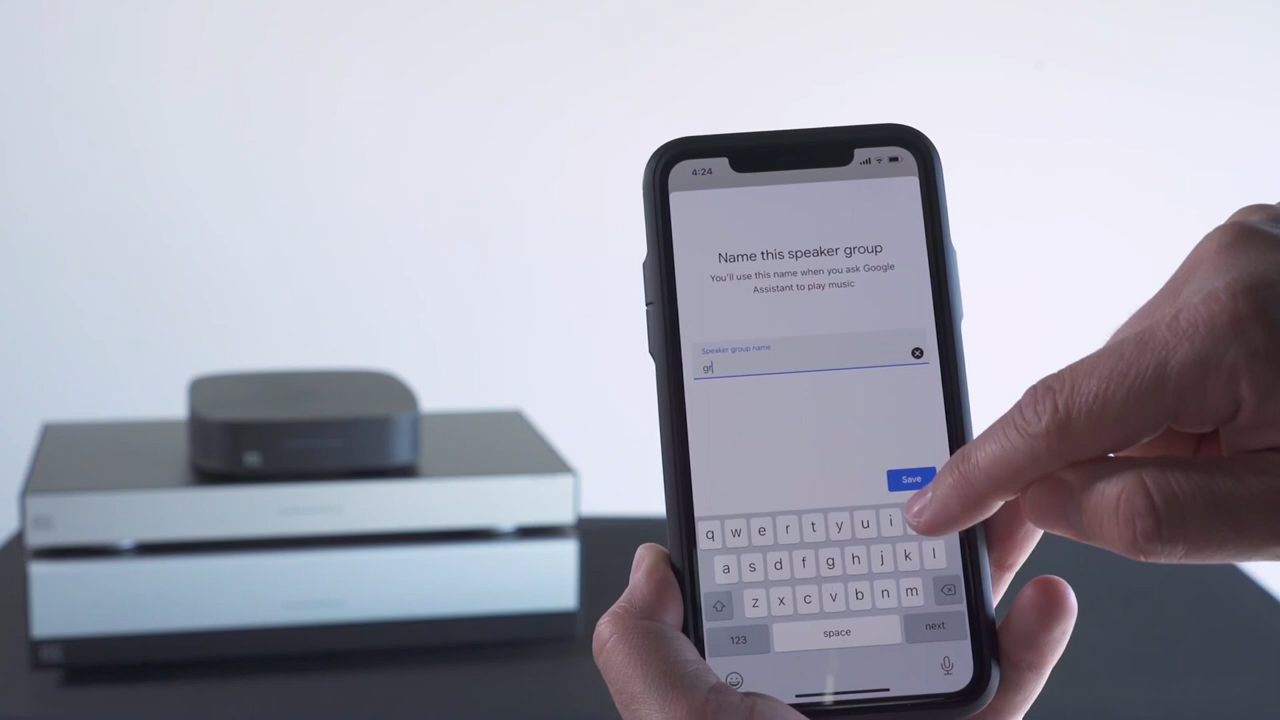 4:24
Name this speaker group
You'll use this name when you ask Google
Assistant to play music
Speaker group name
gr
Save
q w e r t y u i
a s d f g h j k l
z x c v b n m
123 space next